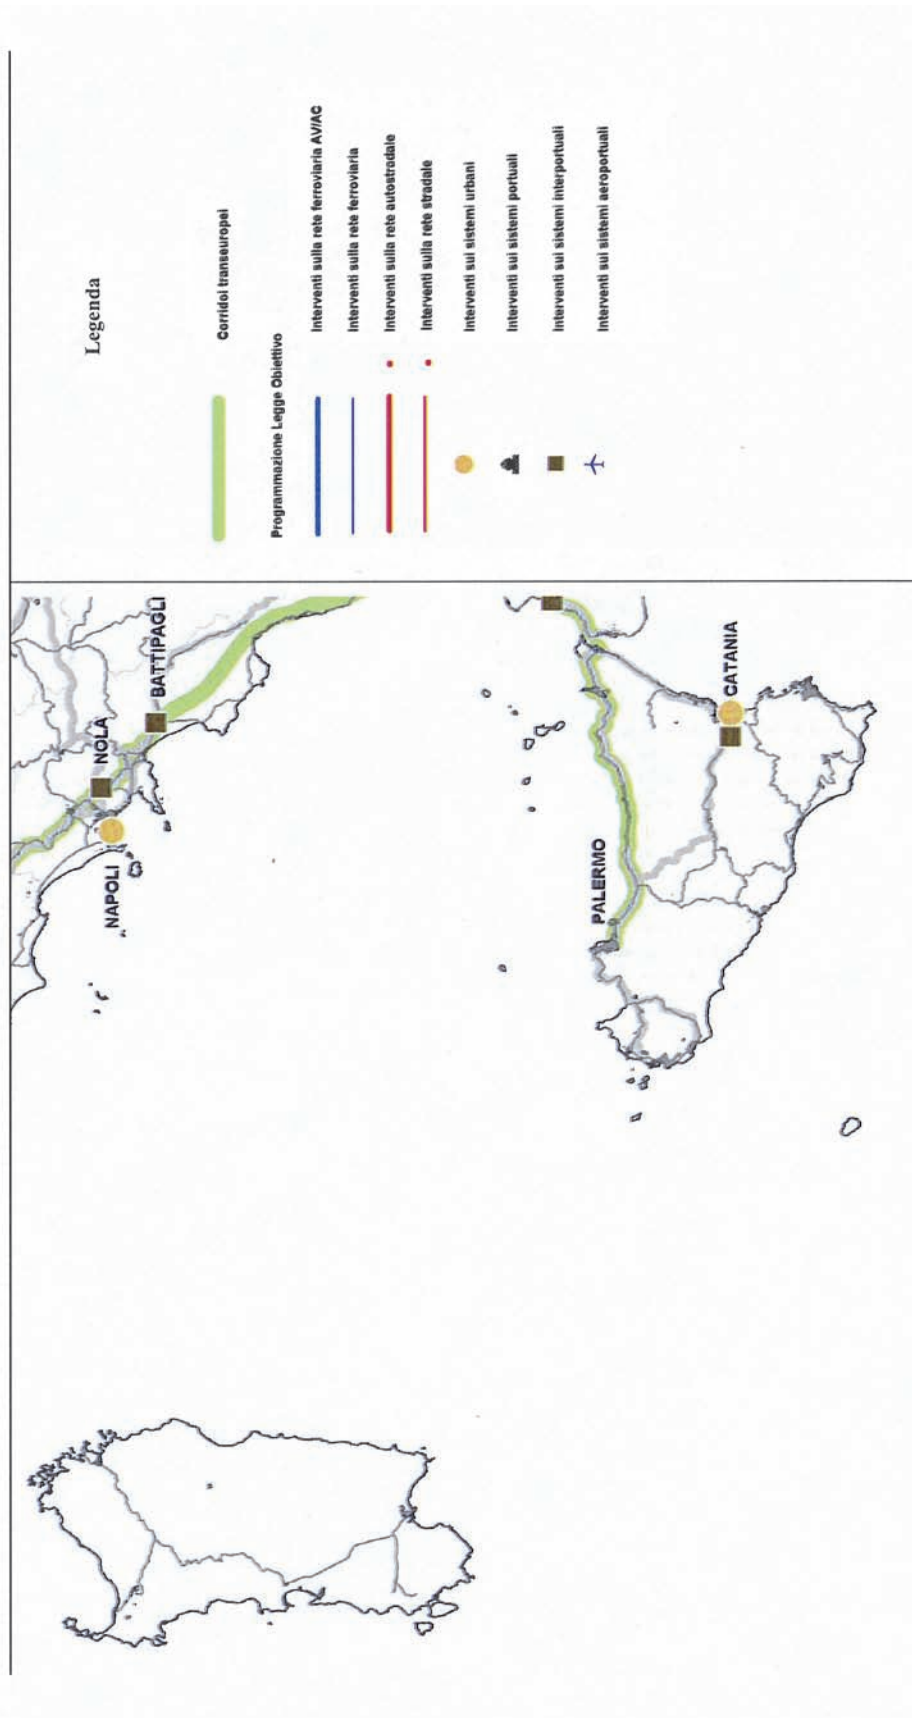 Legenda
Corridoi transeuropei
Programmazione Legge Obiettivo
Interventi sulla rete ferroviaria AV/AC
Interventi sulla rete ferroviaria
Interventi sulla rete autostradale
Interventi sulla rete stradale
Interventi sui sistemi urbani
Interventi sui sistemi portuali
Interventi sui sistemi interportuali
Interventi sui sistemi aeroportuali
NAPOLI
NOLA
BATTIPAGLI
PALERMO
CATANIA